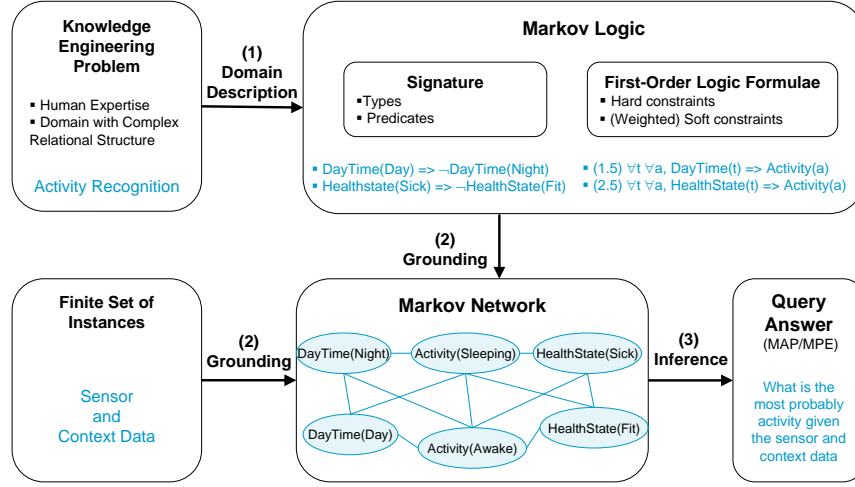 Knowledge
Engineering
Problem
▪ Human Expertise
▪ Domain with Complex
Relational Structure
Activity Recognition
(1)
Domain
Description
Markov Logic
Signature
▪Types
▪ Predicates
First-Order Logic Formulae
▪ Hard constraints
▪ (Weighted) Soft constraints
▪ DayTime(Day) => ¬DayTime(Night)
▪ Healthstate(Sick) => ¬HealthState(Fit)
▪ (1.5) ∀t ∀a, DayTime(t) => Activity(a)
▪ (2.5) ∀t ∀a, HealthState(t) => Activity(a)
(2)
Grounding
Finite Set of
Instances
Sensor
and
Context Data
(2)
Grounding
Markov Network
DayTime(Night)
Activity(Sleeping)
HealthState(Sick)
DayTime(Day)
Activity(Awake)
HealthState(Fit)
(3)
Inference
Query
Answer
(MAP/MPE)
What is the
most probably
activity given
the sensor and
context data